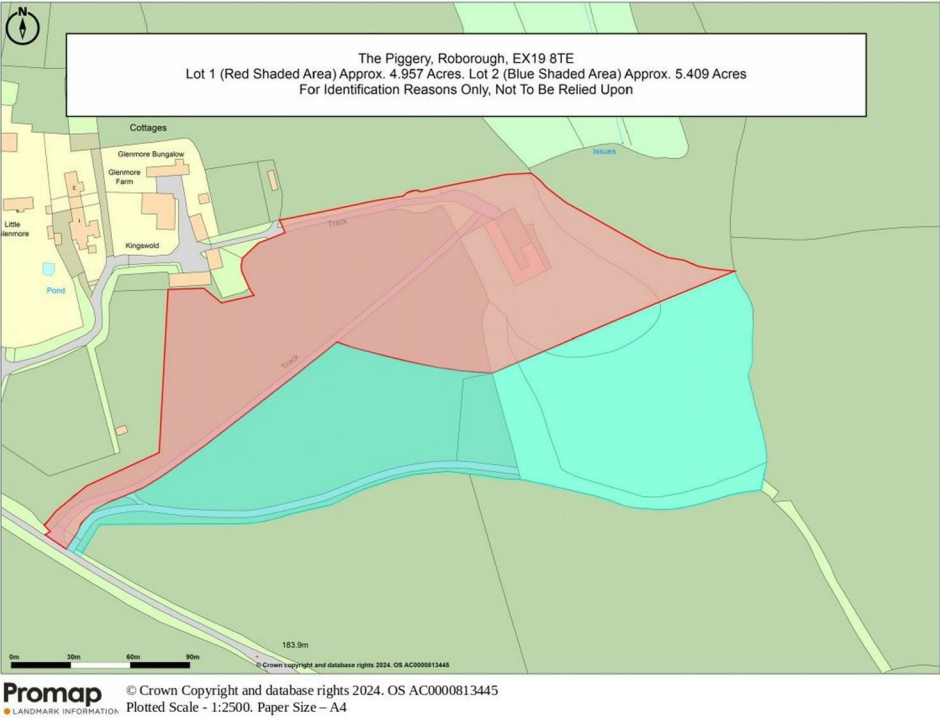 N
The Piggery, Roborough, EX19 8TE
Lot 1 (Red Shaded Area) Approx. 4.957 Acres. Lot 2 (Blue Shaded Area) Approx. 5.409 Acres
For Identification Reasons Only, Not To Be Relied Upon
Cottages
Issues
Glenmore Bungalow
Glenmore
Farm
Little
Kingswold
Pond
Track
Track
183.9m
0m 30m 60m 90m
© Crown copyright and database rights 2024. OS AC0000813445
Promap
LANDMARK INFORMATION
© Crown Copyright and database rights 2024. OS AC0000813445
Plotted Scale - 1:2500. Paper Size – A4